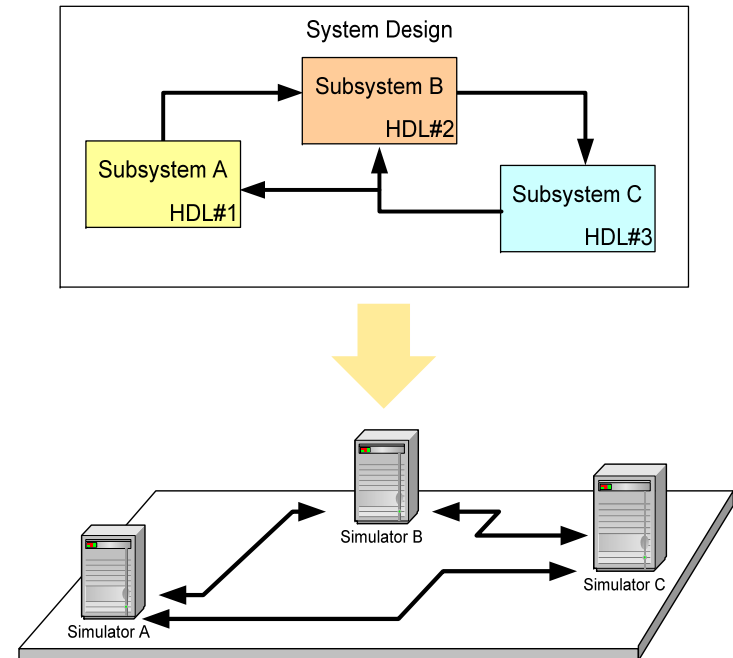 System Design
Subsystem B
HDL#2
Subsystem A
HDL#1
Subsystem C
HDL#3
Simulator B
Simulator C
Simulator A